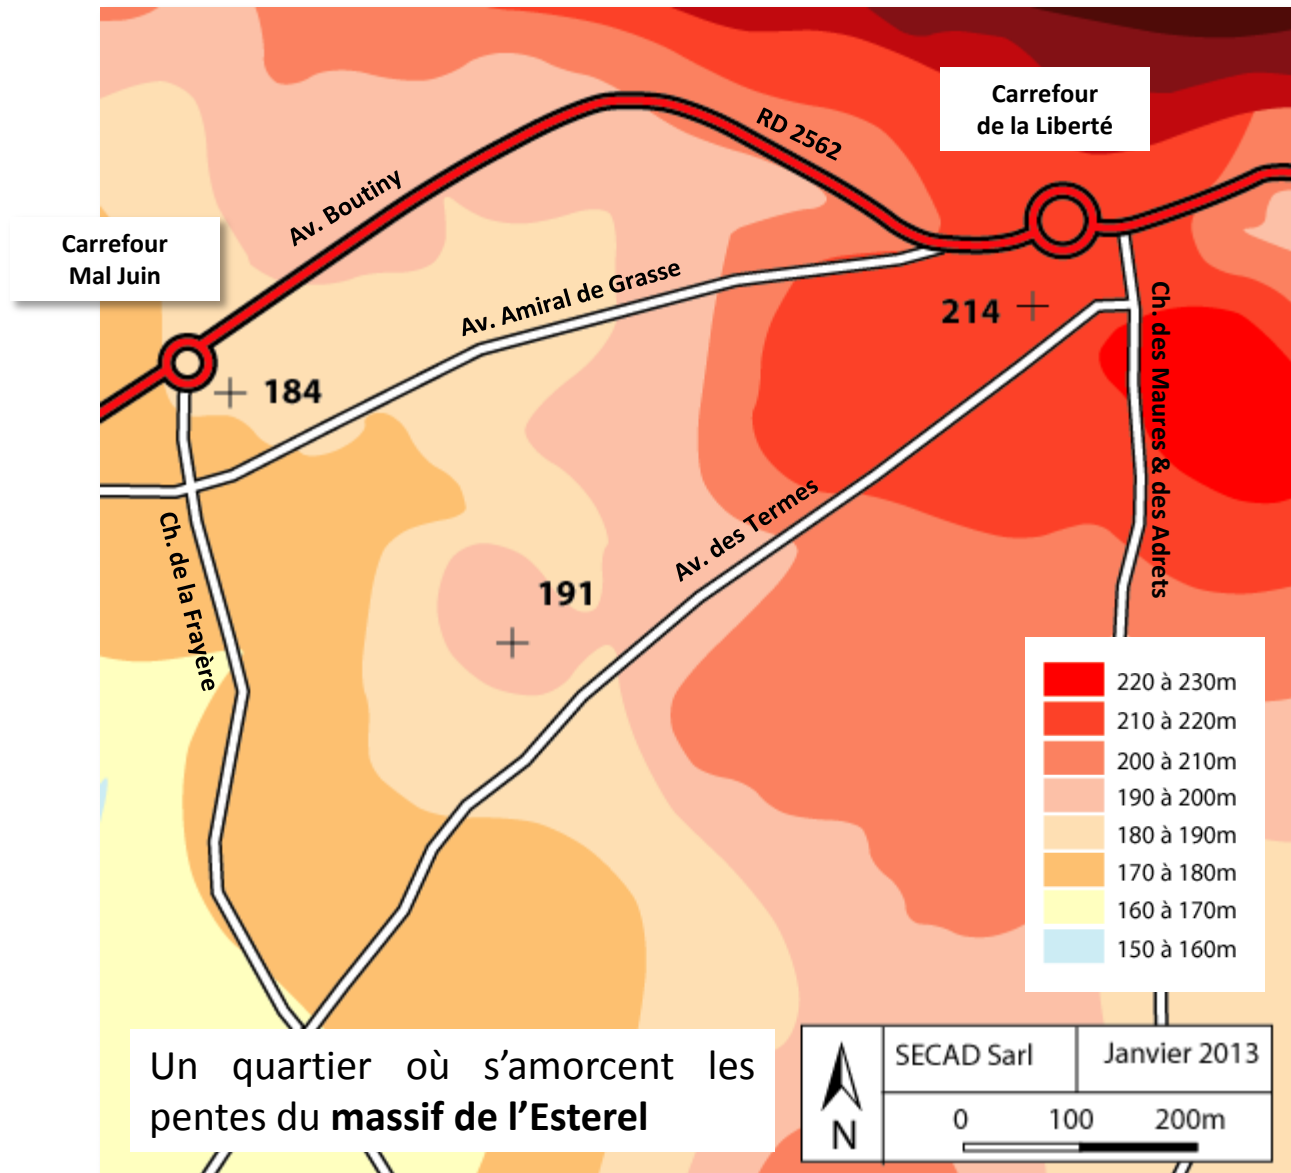 Carrefour
de la Liberté
RD 2562
Av. Boutiny
Carrefour
Mal Juin
Av. Amiral de Grasse
Ch. des Maures & des Adrets
214
184
Av. des Termes
Ch. de la Frayère
191
220 à 230m
210 à 220m
200 à 210m
190 à 200m
180 à 190m
170 à 180m
160 à 170m
150 à 160m
Un quartier où s’amorcent les
pentes du massif de l’Esterel
N
SECAD Sarl
Janvier 2013
0 100 200m